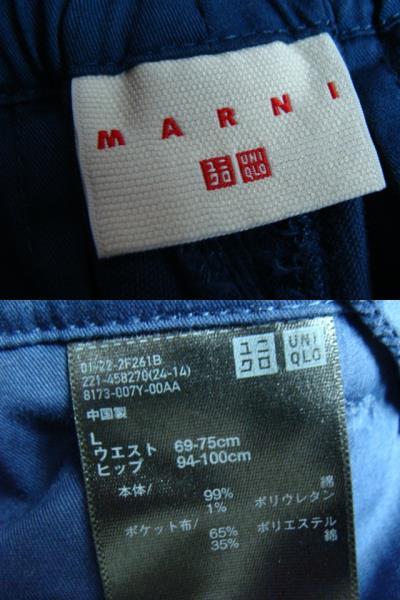 MARNI
ユニ UNI
クロ QLO
ユニ UNI
クロ QLO
01-22-2F261B
221-458270(24-14)
8173-007Y-00AA
中国製
L
ウエスト 69-75cm
ヒップ 94-100cm
本体/ 99% 綿
1% ポリウレタン
ポケット布/ 65% ポリエステル
35% 綿